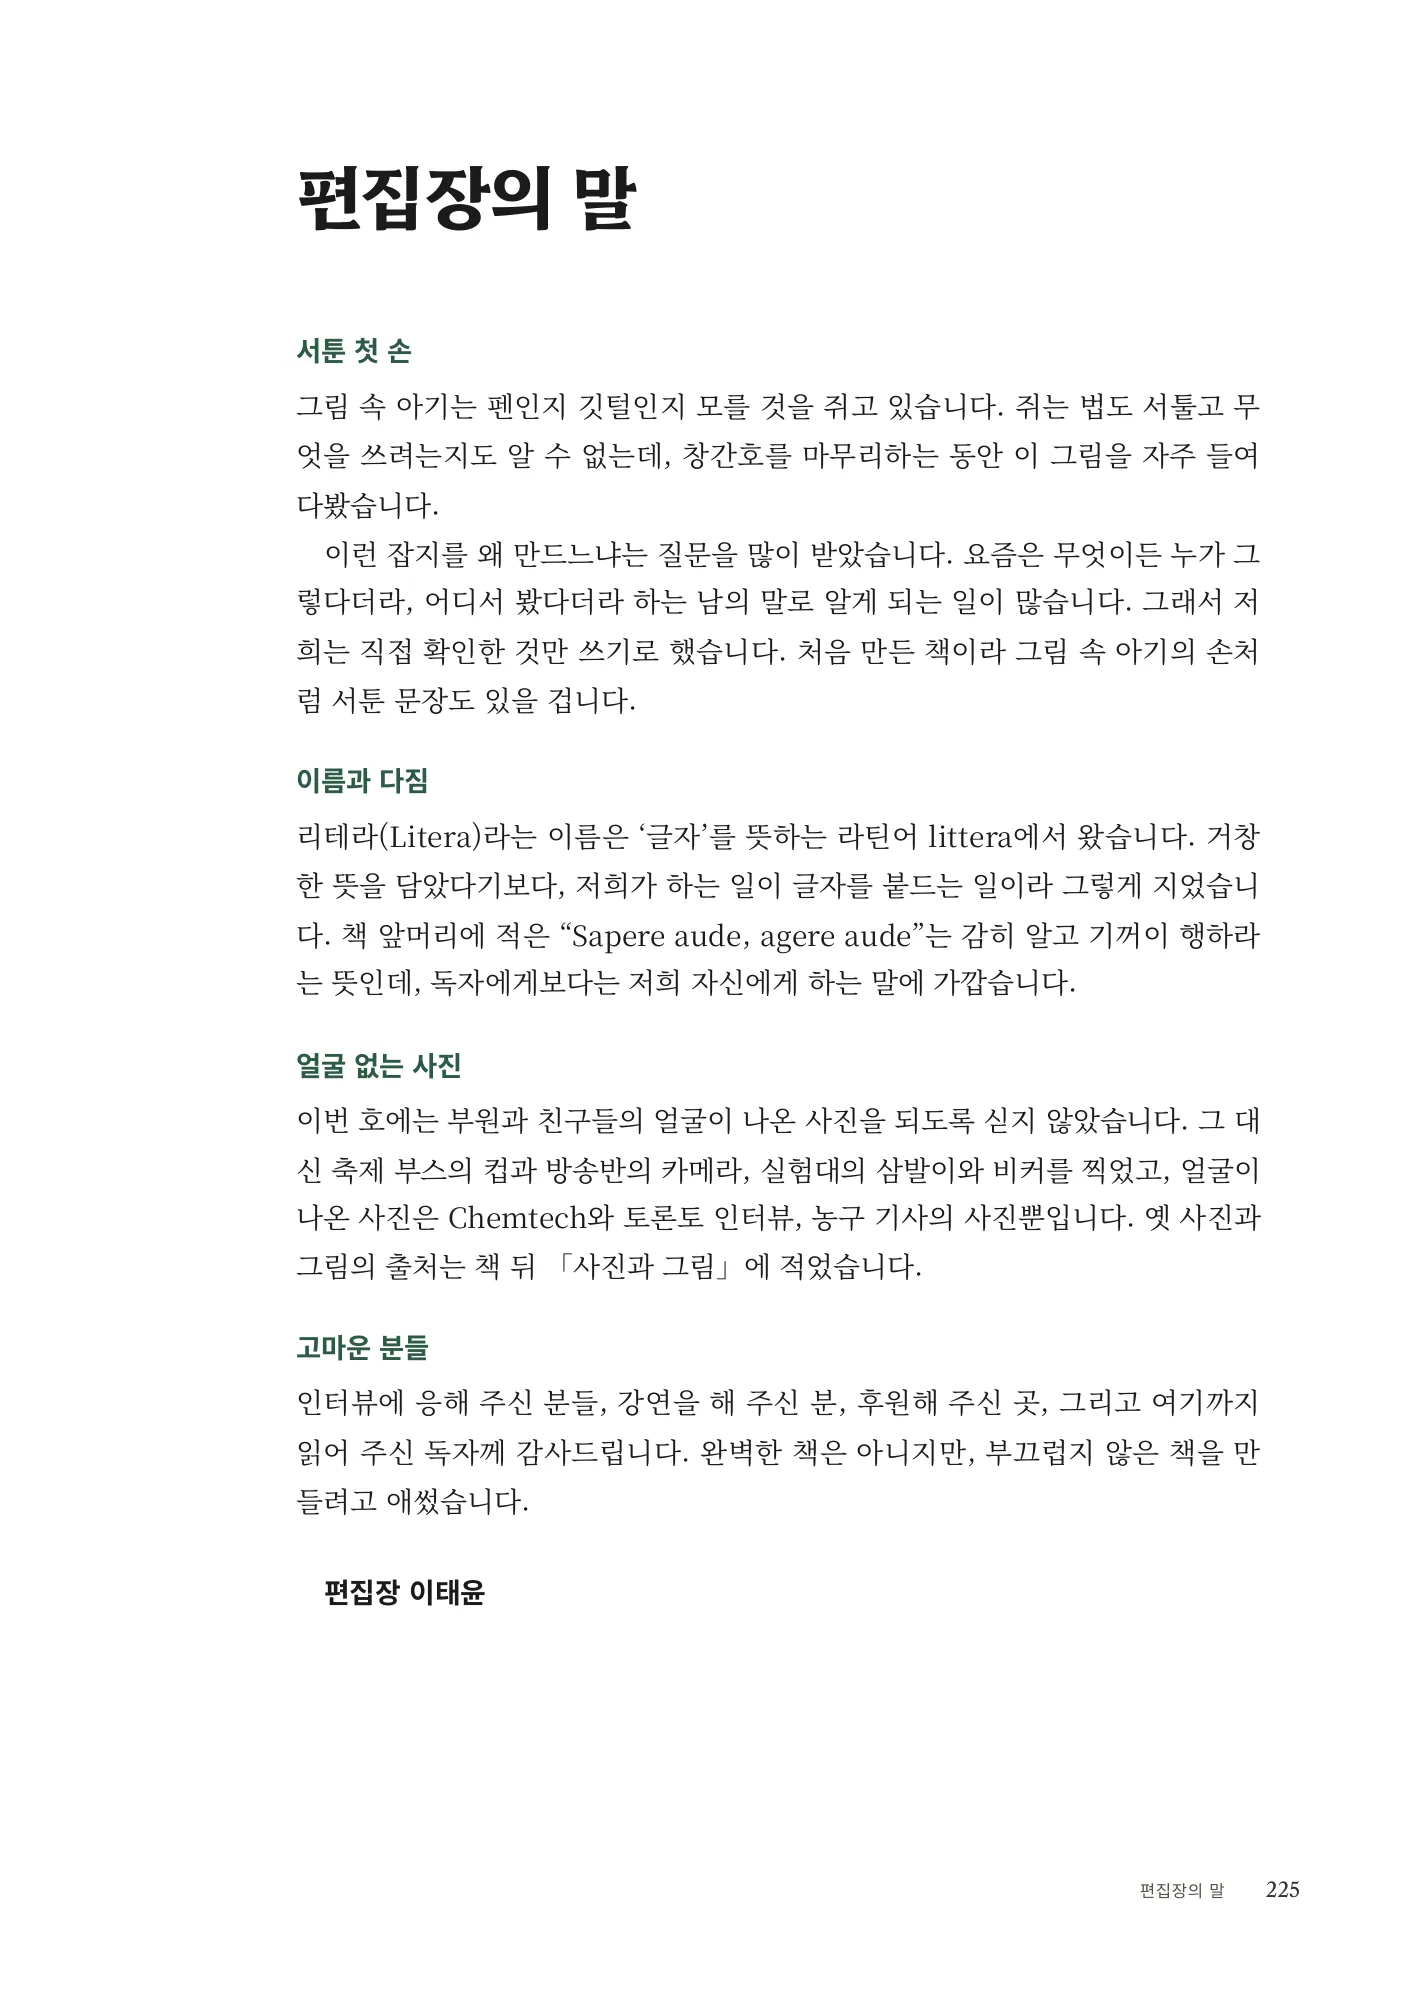 편집장의 말
서툰 첫 손
그림 속 아기는 펜인지 깃털인지 모를 것을 쥐고 있습니다. 쥐는 법도 서툴고 무
엇을 쓰려는지도 알 수 없는데, 창간호를 마무리하는 동안 이 그림을 자주 들여
다봤습니다.
이런 잡지를 왜 만드느냐는 질문을 많이 받았습니다. 요즘은 무엇이든 누가 그
렇다더라, 어디서 봤다더라 하는 남의 말로 알게 되는 일이 많습니다. 그래서 저
희는 직접 확인한 것만 쓰기로 했습니다. 처음 만든 책이라 그림 속 아기의 손처
럼 서툰 문장도 있을 겁니다.
이름과 다짐
리테라(Litera)라는 이름은 ‘글자’를 뜻하는 라틴어 littera에서 왔습니다. 거창
한 뜻을 담았다기보다, 저희가 하는 일이 글자를 붙드는 일이라 그렇게 지었습니
다. 책 앞머리에 적은 “Sapere aude, agere aude”는 감히 알고 기꺼이 행하라
는 뜻인데, 독자에게보다는 저희 자신에게 하는 말에 가깝습니다.
얼굴 없는 사진
이번 호에는 부원과 친구들의 얼굴이 나온 사진을 되도록 싣지 않았습니다. 그 대
신 축제 부스의 컵과 방송반의 카메라, 실험대의 삼발이와 비커를 찍었고, 얼굴이
나온 사진은 Chemtech와 토론토 인터뷰, 농구 기사의 사진뿐입니다. 옛 사진과
그림의 출처는 책 뒤 「사진과 그림」에 적었습니다.
고마운 분들
인터뷰에 응해 주신 분들, 강연을 해 주신 분, 후원해 주신 곳, 그리고 여기까지
읽어 주신 독자께 감사드립니다. 완벽한 책은 아니지만, 부끄럽지 않은 책을 만
들려고 애썼습니다.
편집장 이태윤
편집장의 말 225